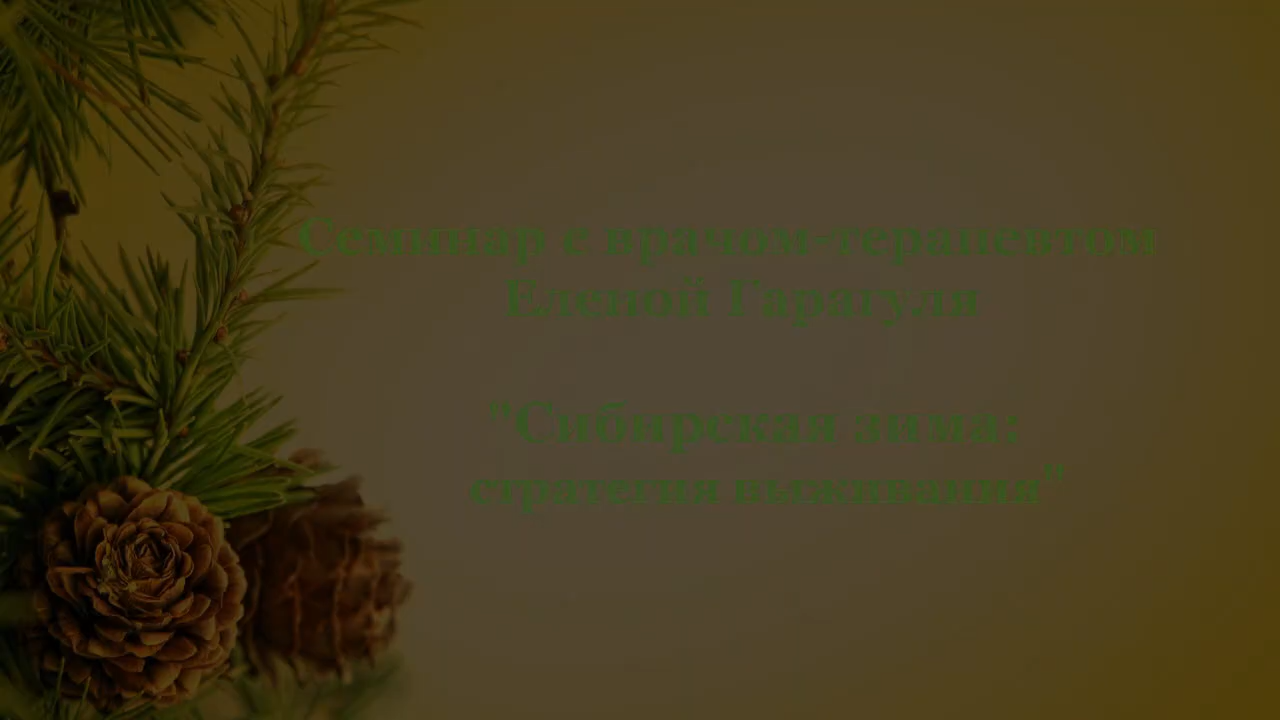 Семинар с врачом-терапевтом
Еленой Гарагуля
"Сибирская зима:
стратегия выживания"